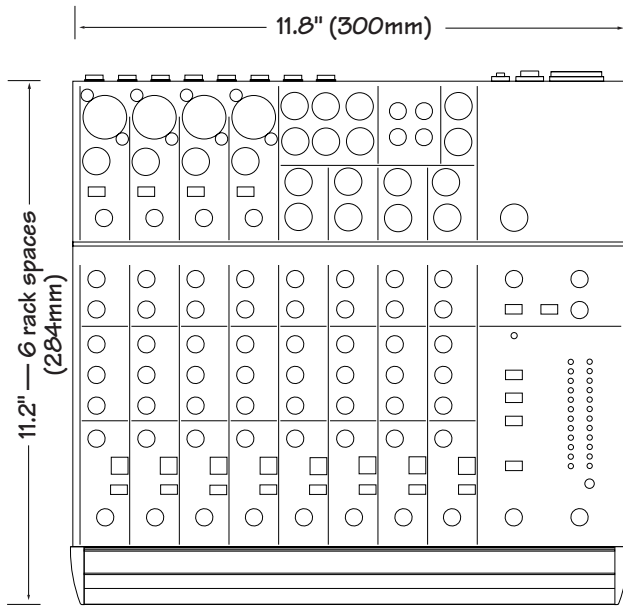 11.8" (300mm)
11.2" — 6 rack spaces
(284mm)